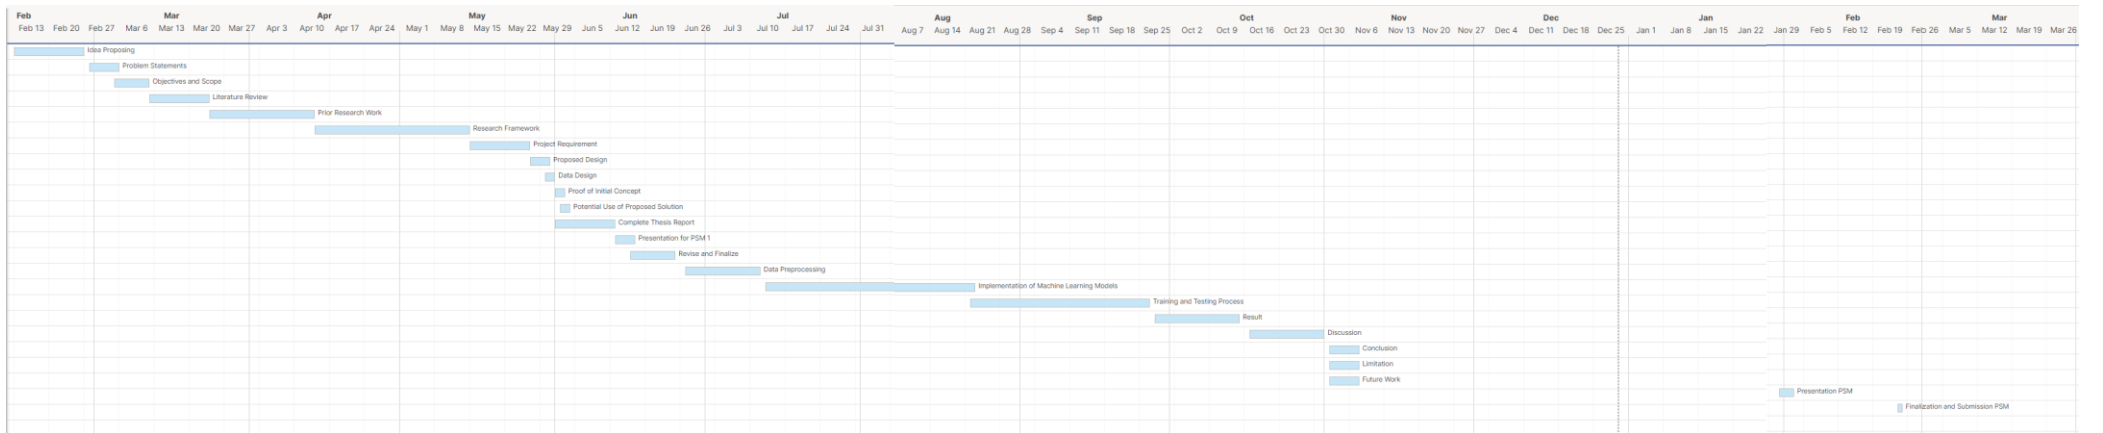 Feb Mar Apr May Jun Jul Aug Sep Oct Nov Dec Jan Feb Mar
Feb 13 Feb 20 Feb 27 Mar 6 Mar 13 Mar 20 Mar 27 Apr 3 Apr 10 Apr 17 Apr 24 May 1 May 8 May 15 May 22 May 29 Jun 5 Jun 12 Jun 19 Jun 26 Jul 3 Jul 10 Jul 17 Jul 24 Jul 31 Aug 7 Aug 14 Aug 21 Aug 28 Sep 4 Sep 11 Sep 18 Sep 25 Oct 2 Oct 9 Oct 16 Oct 23 Oct 30 Nov 6 Nov 13 Nov 20 Nov 27 Dec 4 Dec 11 Dec 18 Dec 25 Jan 1 Jan 8 Jan 15 Jan 22 Jan 29 Feb 5 Feb 12 Feb 19 Feb 26 Mar 5 Mar 12 Mar 19 Mar 26
Idea Proposing
Problem Statements
Objectives and Scope
Literature Review
Prior Research Work
Research Framework
Project Requirement
Proposed Design
Data Design
Proof of Initial Concept
Potential Use of Proposed Solution
Complete Thesis Report
Presentation for PSM 1
Revise and Finalize
Data Preprocessing
Implementation of Machine Learning Models
Training and Testing Process
Result
Discussion
Conclusion
Limitation
Future Work
Presentation PSM
Finalization and Submission PSM